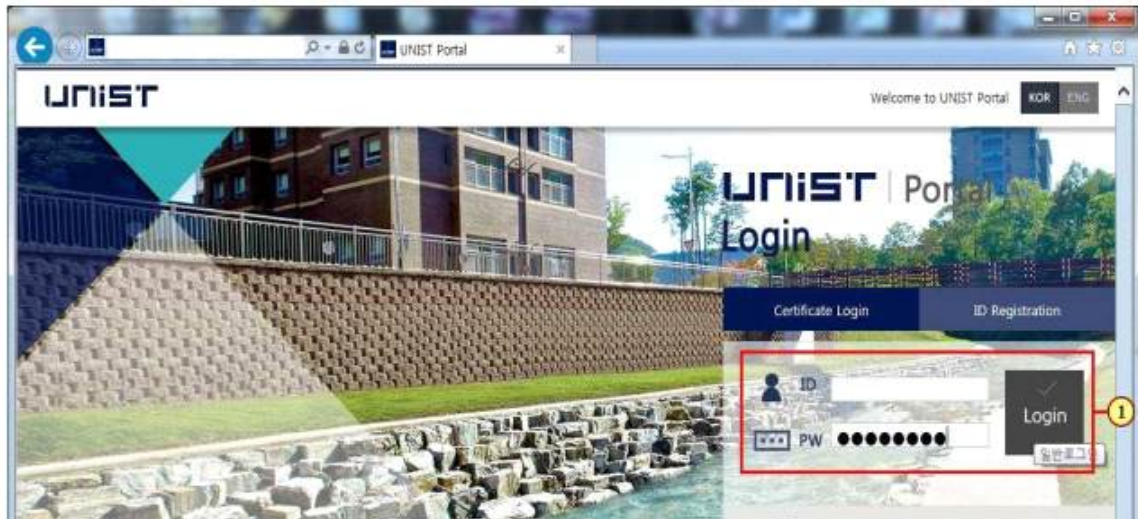 UNIST Portal
UNIST
Welcome to UNIST Portal KOR ENG
UNIST Portal
Login
Certificate Login ID Registration
ID
PW ●●●●●●●●●
Login
1